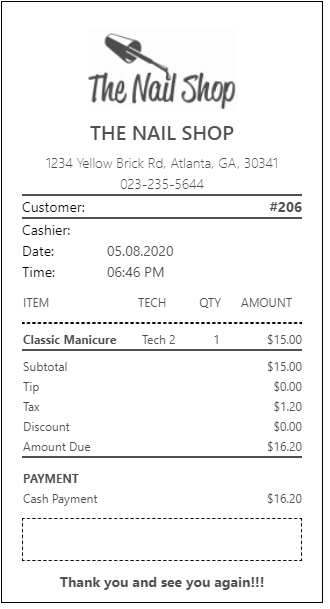 The Nail Shop
THE NAIL SHOP
1234 Yellow Brick Rd, Atlanta, GA, 30341
023-235-5644
Customer: #206
Cashier:
Date: 05.08.2020
Time: 06:46 PM
ITEM TECH QTY AMOUNT
Classic Manicure Tech 2 1 $15.00
Subtotal $15.00
Tip $0.00
Tax $1.20
Discount $0.00
Amount Due $16.20
PAYMENT
Cash Payment $16.20
Thank you and see you again!!!